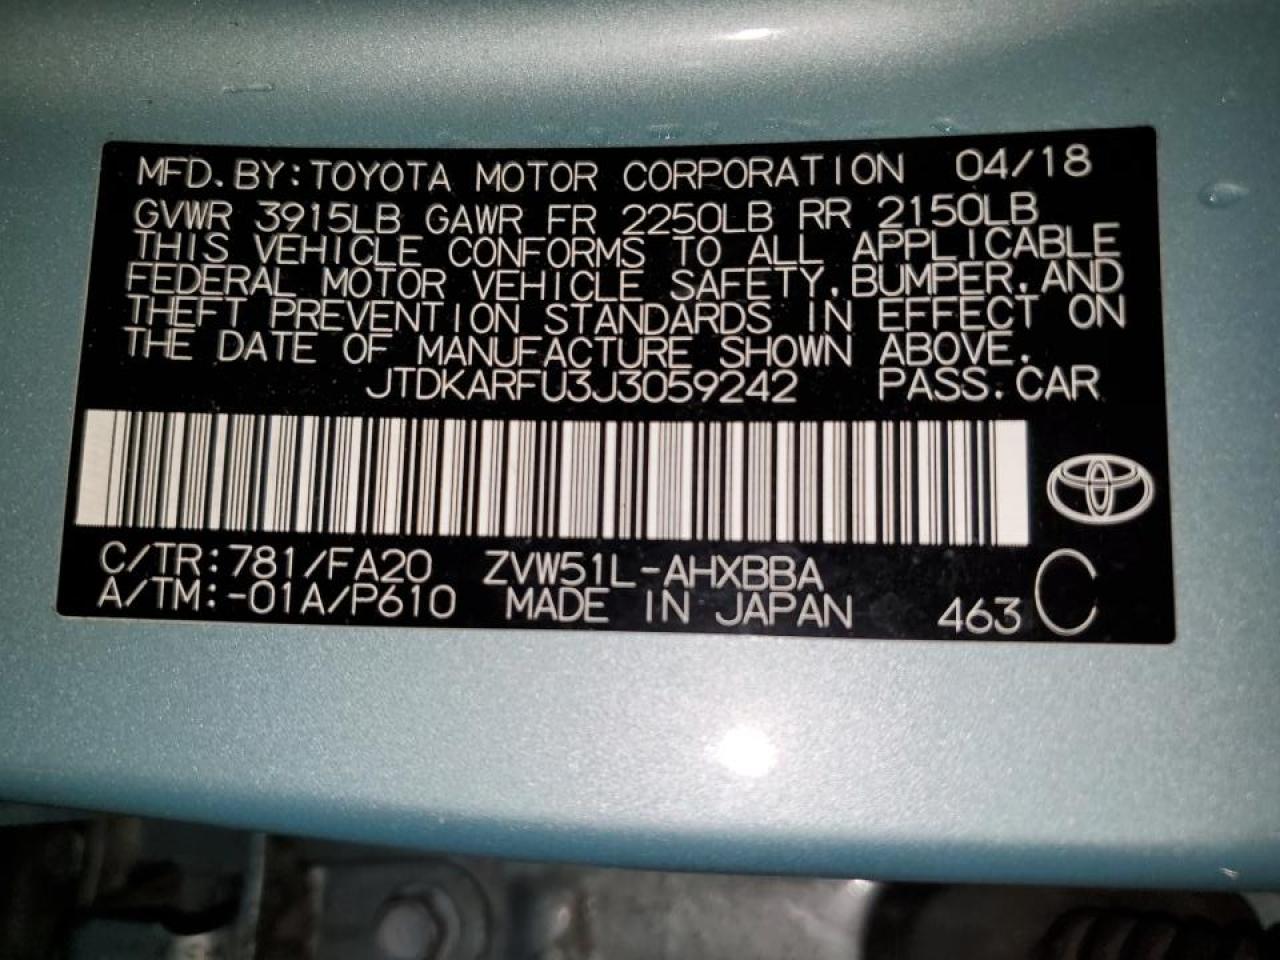 MFD.BY:TOYOTA MOTOR CORPORATION 04/18
GVWR 3915LB GAWR FR 2250LB RR 2150LB
THIS VEHICLE CONFORMS TO ALL APPLICABLE
FEDERAL MOTOR VEHICLE SAFETY,BUMPER,AND
THEFT PREVENTION STANDARDS IN EFFECT ON
THE DATE OF MANUFACTURE SHOWN ABOVE.
JTDKARFU3J3059242 PASS.CAR
C/TR:781/FA20 ZVW51L-AHXBBA
A/TM:-01A/P610 MADE IN JAPAN 463 C